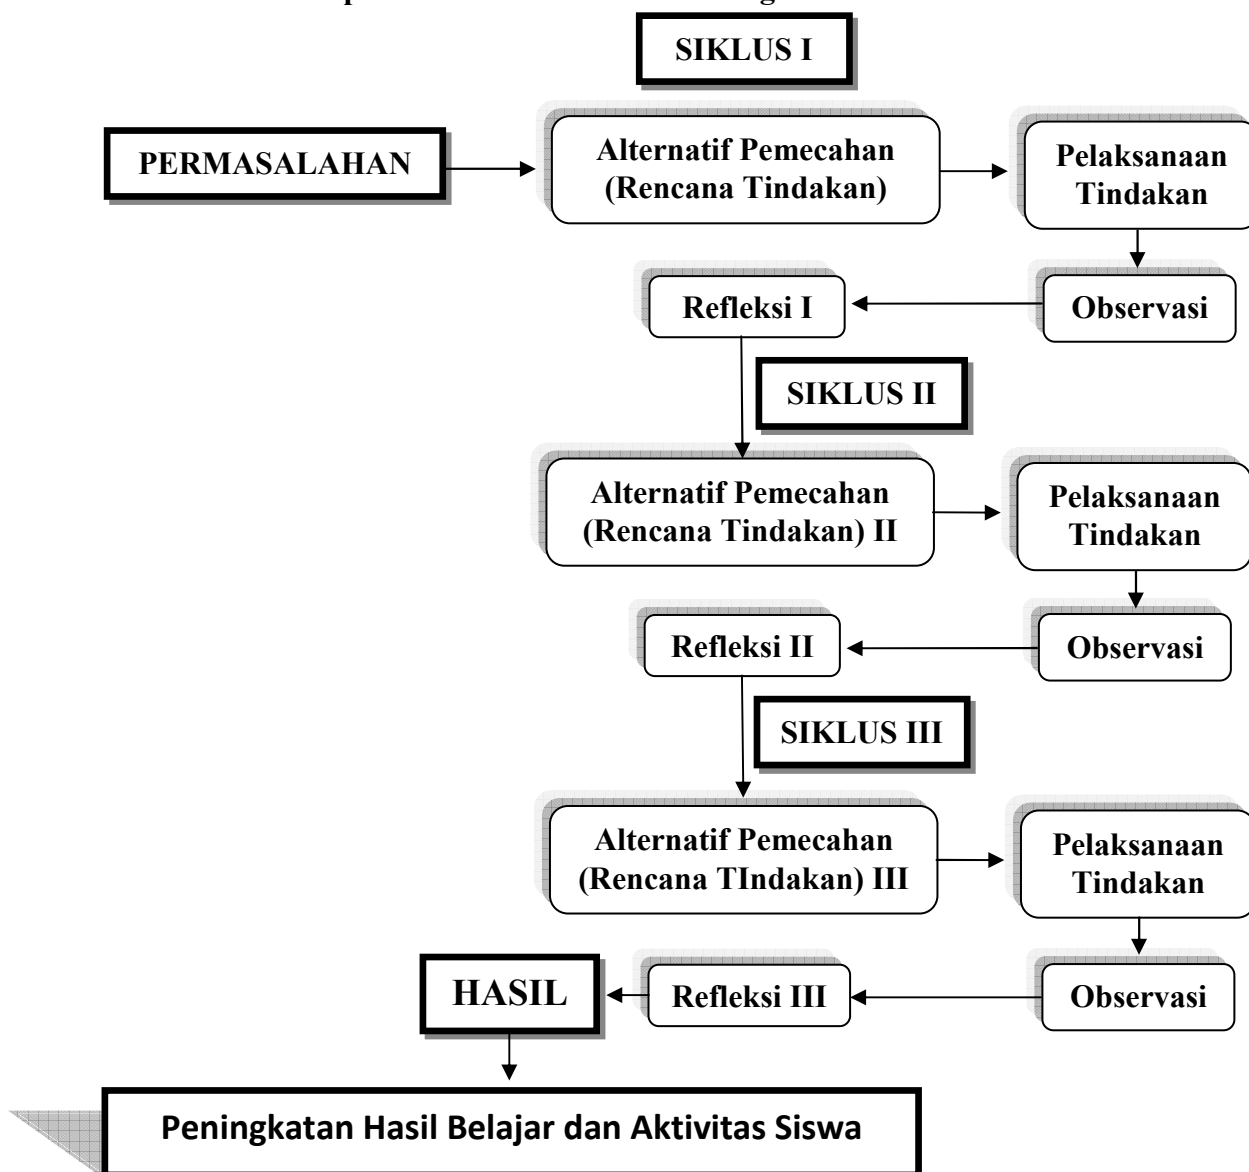 SIKLUS I
PERMASALAHAN
Alternatif Pemecahan
(Rencana Tindakan)
Pelaksanaan
Tindakan
Refleksi I
Observasi
SIKLUS II
Alternatif Pemecahan
(Rencana Tindakan) II
Pelaksanaan
Tindakan
Refleksi II
Observasi
SIKLUS III
Alternatif Pemecahan
(Rencana TIndakan) III
Pelaksanaan
Tindakan
HASIL
Refleksi III
Observasi
Peningkatan Hasil Belajar dan Aktivitas Siswa